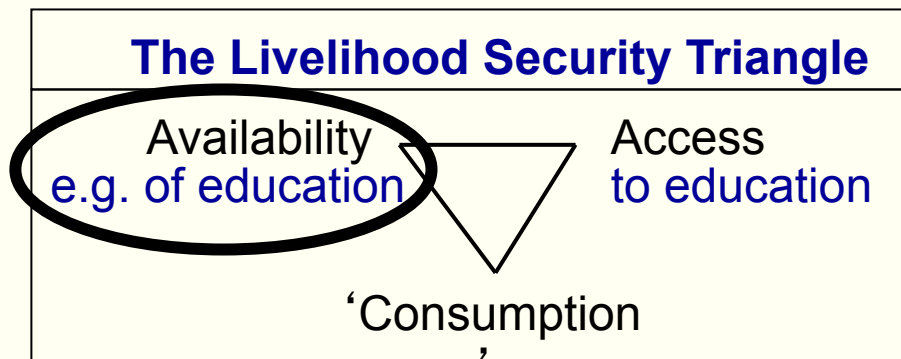 The Livelihood Security Triangle
Availability
e.g. of education
Access
to education
‘Consumption
’